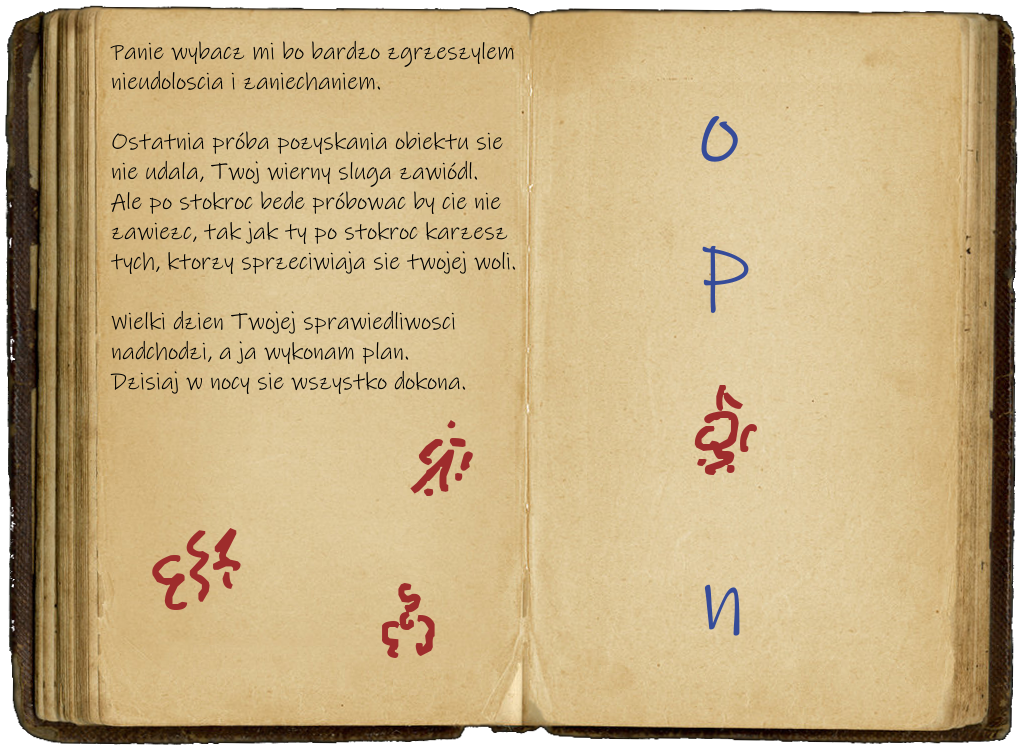 Panie wybacz mi bo bardzo zgrzeszylem
nieudoloscia i zaniechaniem.
Ostatnia próba pozyskania obiektu sie
nie udala, Twoj wierny sluga zawiódl.
Ale po stokroc bede próbowac by cie nie
zawiezc, tak jak ty po stokroc karzesz
tych, ktorzy sprzeciwiaja sie twojej woli.
Wielki dzien Twojej sprawiedliwosci
nadchodzi, a ja wykonam plan.
Dzisiaj w nocy sie wszystko dokona.
o
p
n